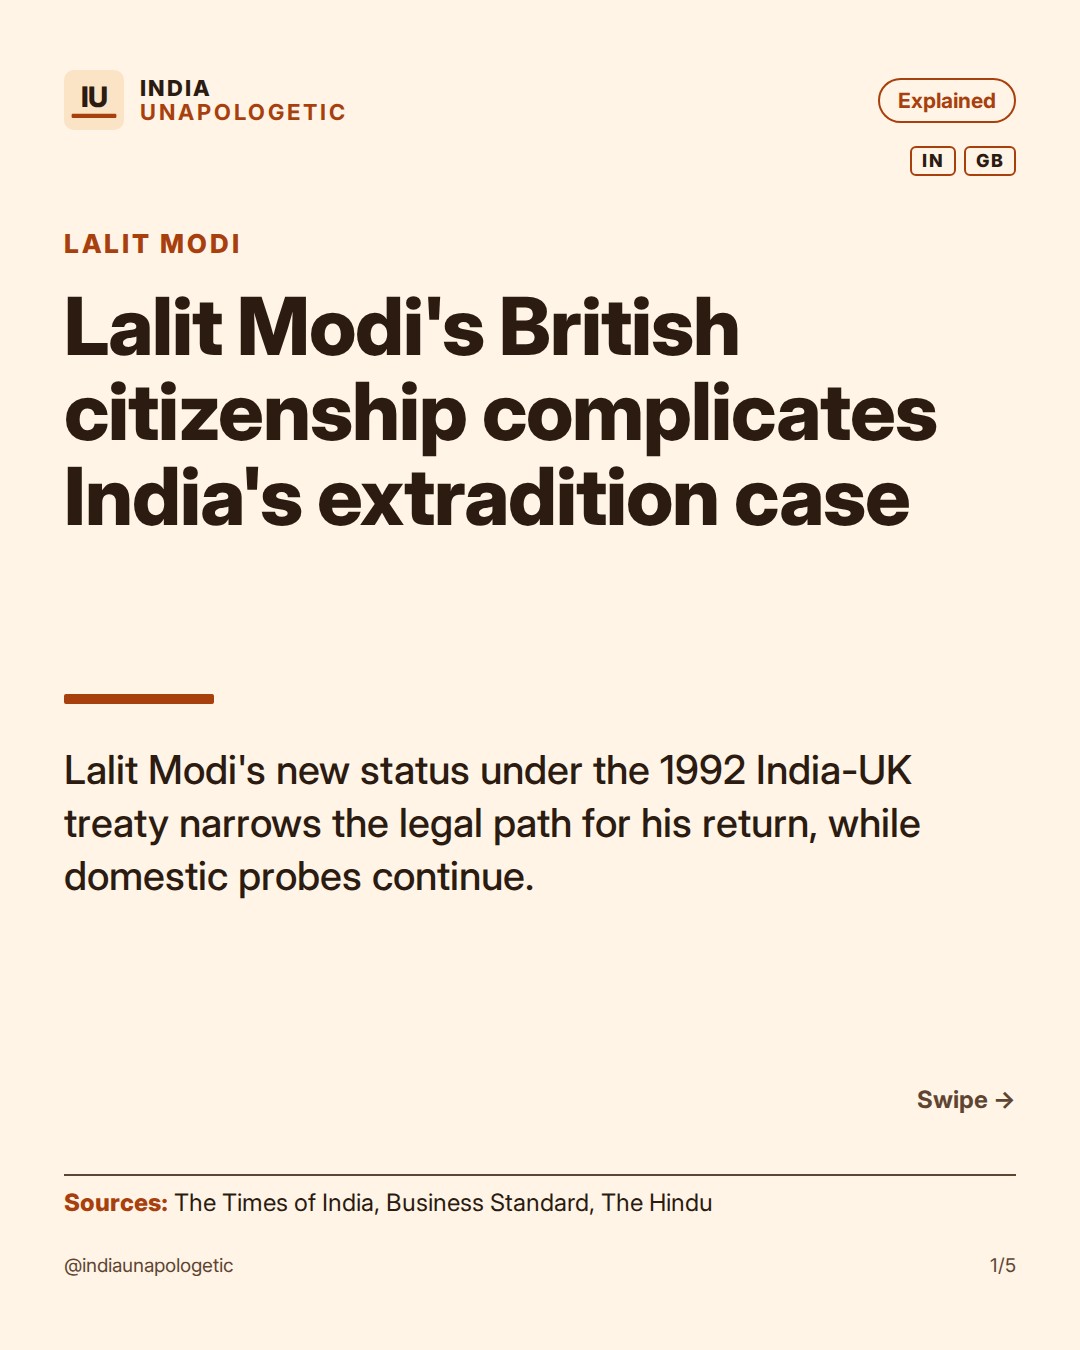 IU
INDIA
UNAPOLOGETIC
Explained
IN GB
LALIT MODI
Lalit Modi's British
citizenship complicates
India's extradition case
Lalit Modi's new status under the 1992 India-UK
treaty narrows the legal path for his return, while
domestic probes continue.
Swipe →
Sources: The Times of India, Business Standard, The Hindu
@indiaunapologetic
1/5